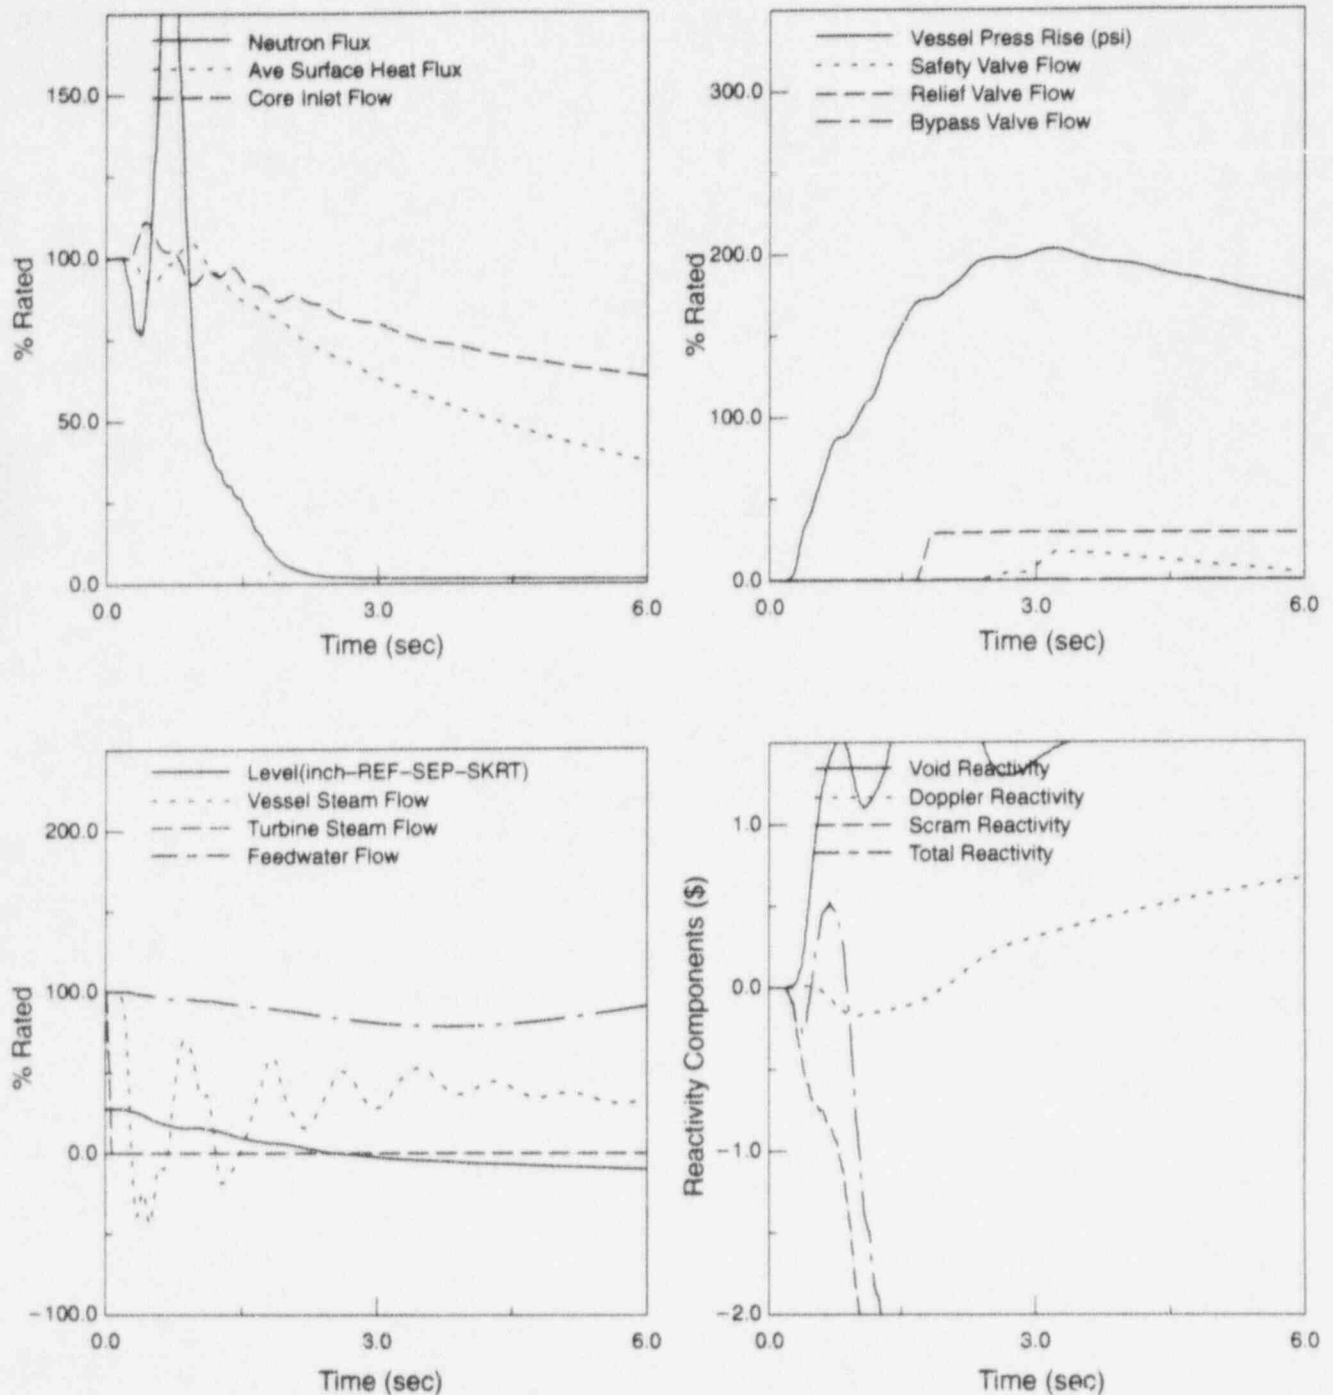 Neutron Flux
Ave Surface Heat Flux
Core Inlet Flow
150.0
100.0
50.0
0.0
% Rated
0.0 3.0 6.0
Time (sec)
Vessel Press Rise (psi)
Safety Valve Flow
Relief Valve Flow
Bypass Valve Flow
300.0
200.0
100.0
0.0
% Rated
0.0 3.0 6.0
Time (sec)
Level(inch-REF-SEP-SKRT)
Vessel Steam Flow
Turbine Steam Flow
Feedwater Flow
200.0
100.0
0.0
-100.0
% Rated
0.0 3.0 6.0
Time (sec)
Void Reactivity
Doppler Reactivity
Scram Reactivity
Total Reactivity
1.0
0.0
-1.0
-2.0
Reactivity Components ($)
0.0 3.0 6.0
Time (sec)